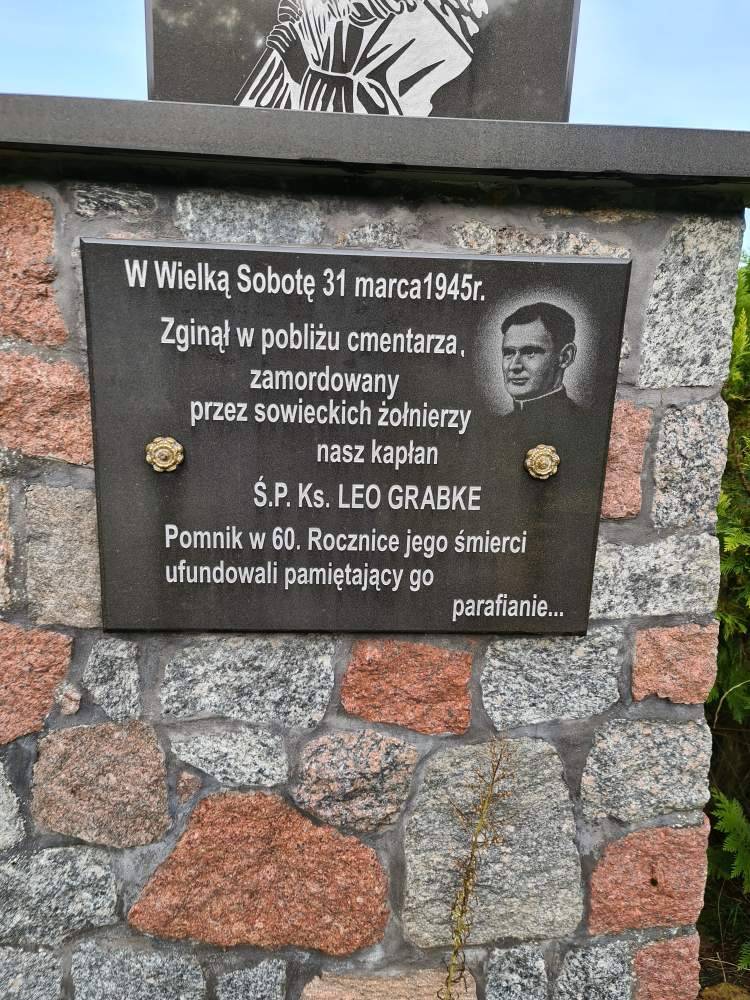 W Wielką Sobotę 31 marca1945r.
Zginął w pobliżu cmentarza,
zamordowany
przez sowieckich żołnierzy
nasz kapłan
Ś.P. Ks. LEO GRABKE
Pomnik w 60. Rocznice jego śmierci
ufundowali pamiętający go
parafianie...